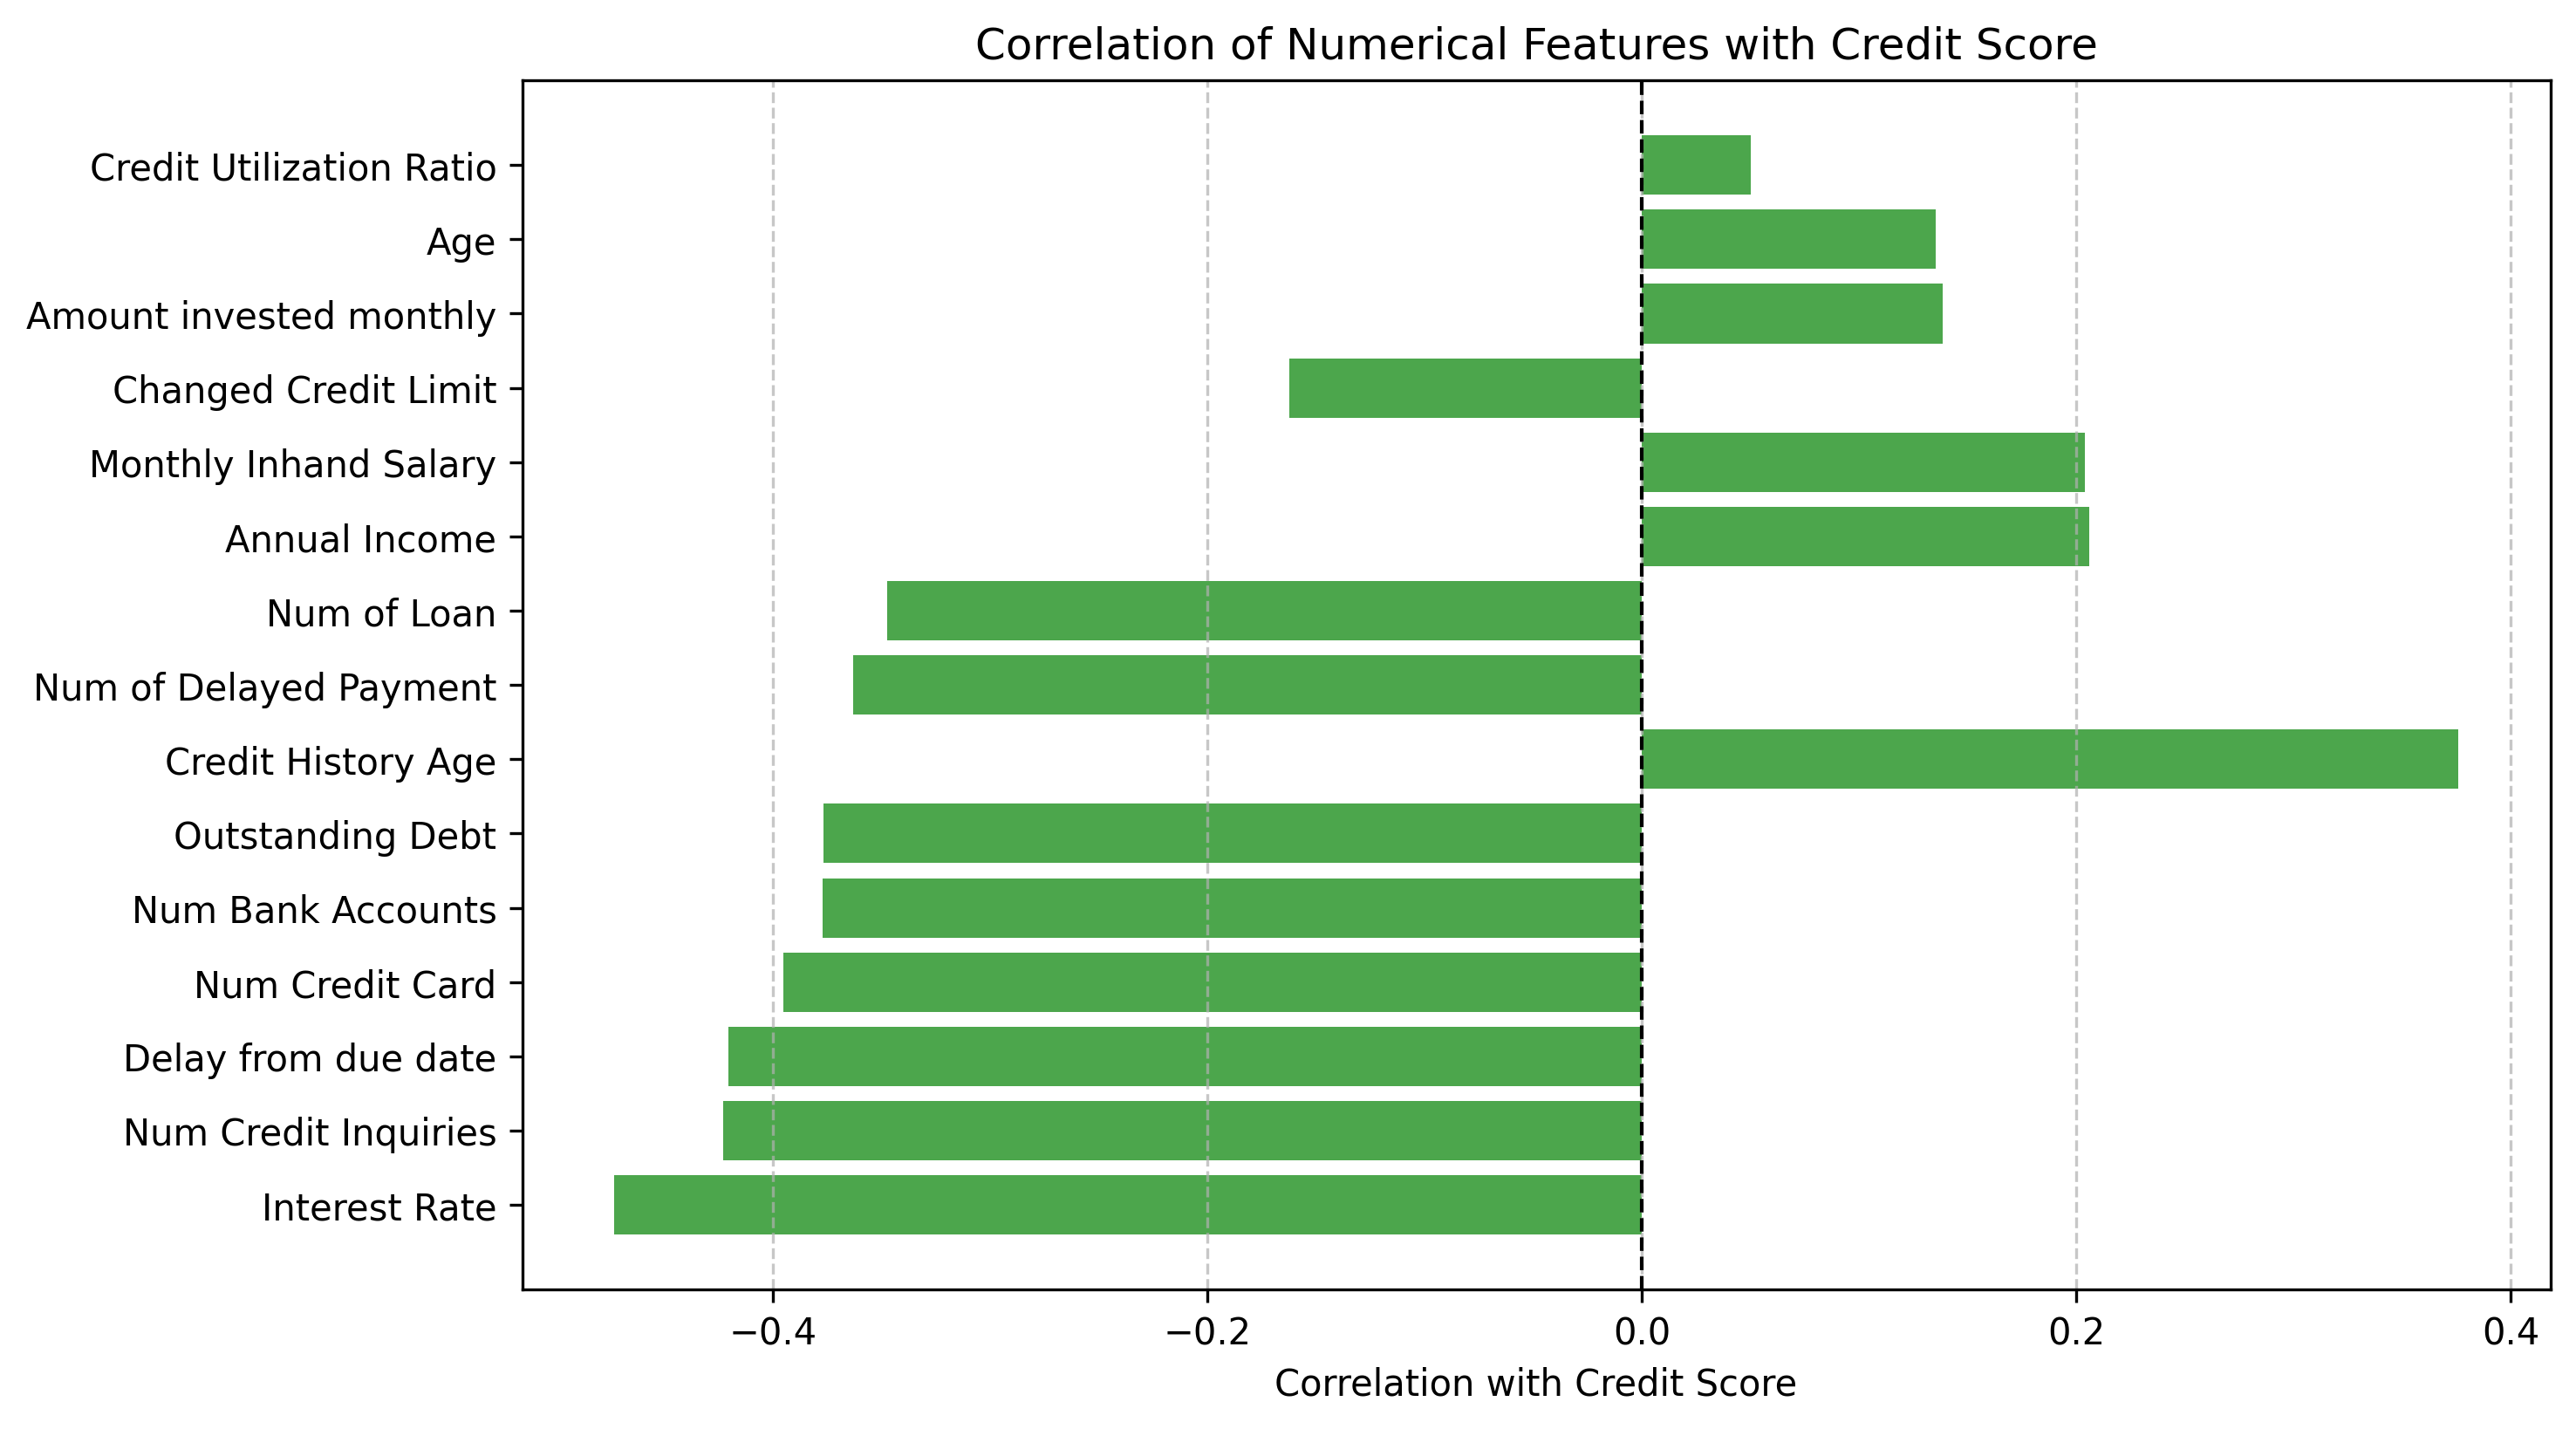 Correlation of Numerical Features with Credit Score
Credit Utilization Ratio
Age
Amount invested monthly
Changed Credit Limit
Monthly Inhand Salary
Annual Income
Num of Loan
Num of Delayed Payment
Credit History Age
Outstanding Debt
Num Bank Accounts
Num Credit Card
Delay from due date
Num Credit Inquiries
Interest Rate
−0.4 −0.2 0.0 0.2 0.4
Correlation with Credit Score